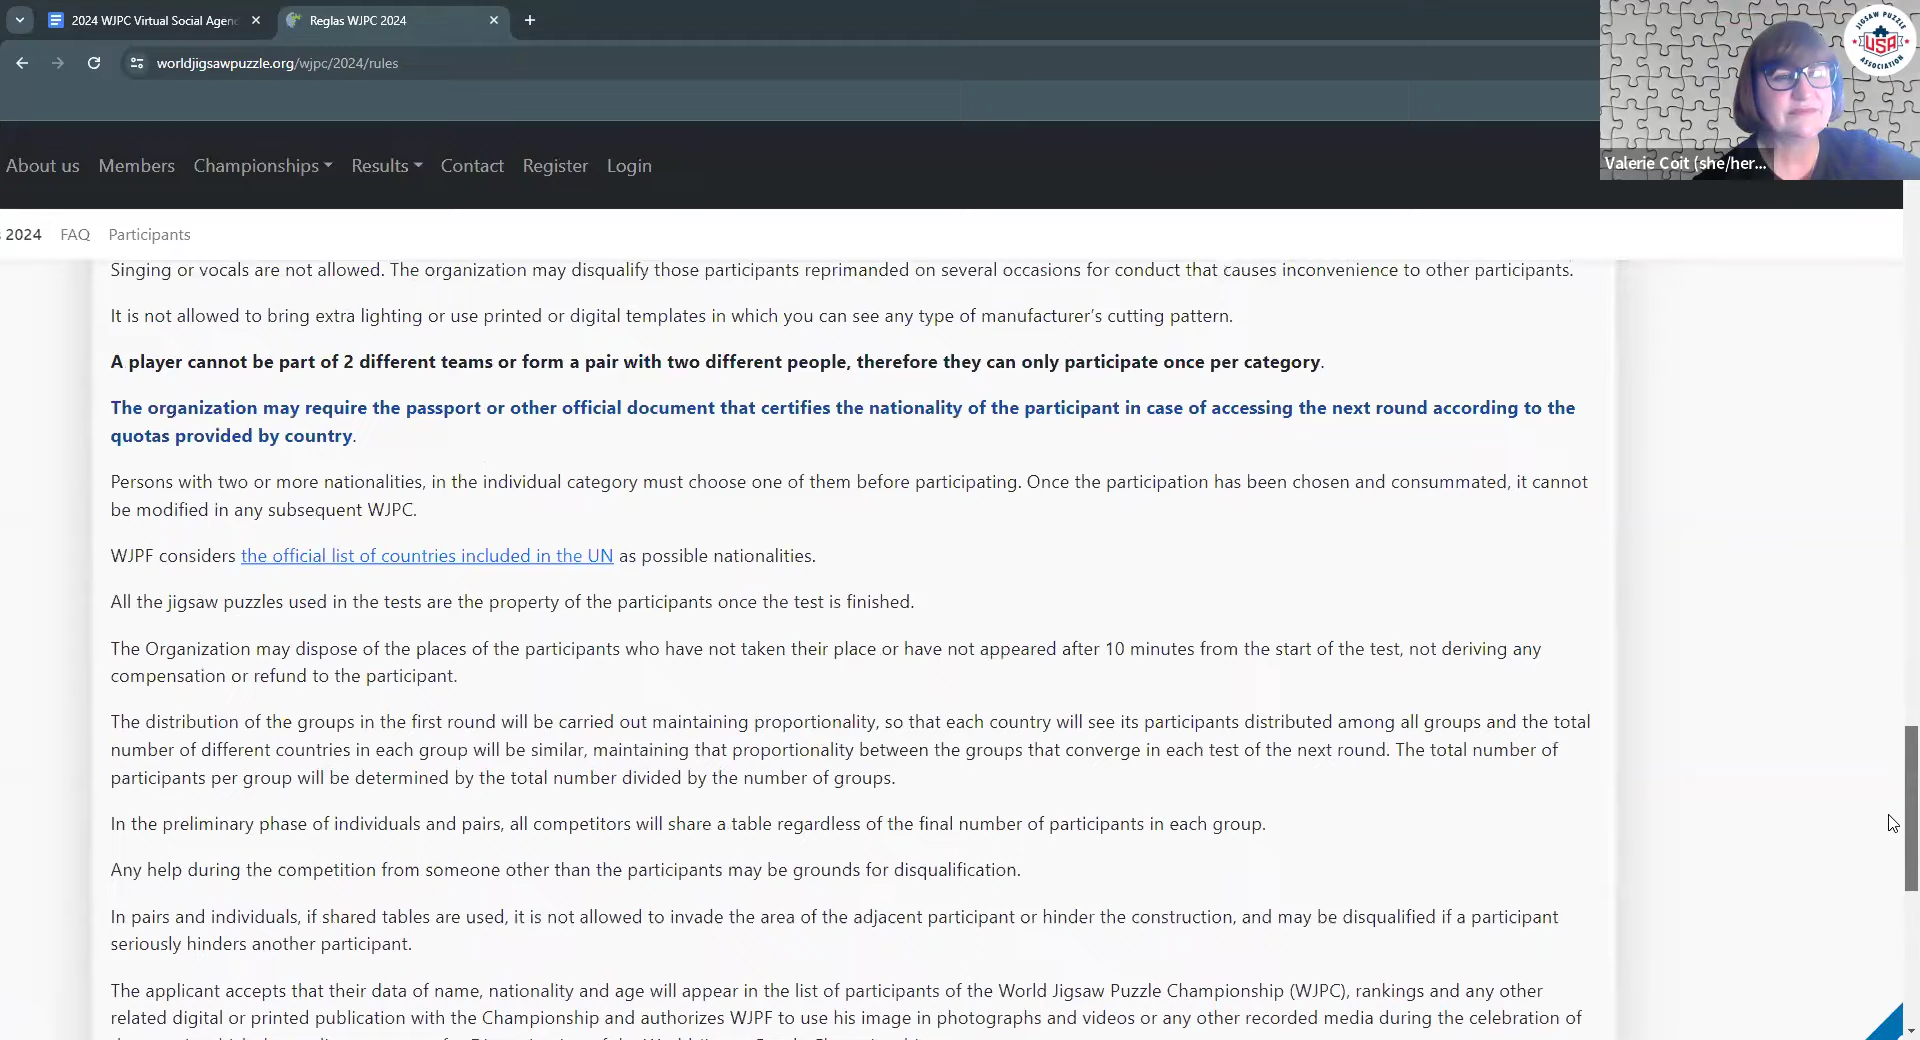 2024 WJPC Virtual Social Agen
Reglas WJPC 2024
worldjigsawpuzzle.org/wjpc/2024/rules
JIGSAW PUZZLE
USA
ASSOCIATION
Valerie Coit (she/her...
About us Members Championships Results Contact Register Login
2024 FAQ Participants
Singing or vocals are not allowed. The organization may disqualify those participants reprimanded on several occasions for conduct that causes inconvenience to other participants.
It is not allowed to bring extra lighting or use printed or digital templates in which you can see any type of manufacturer's cutting pattern.
A player cannot be part of 2 different teams or form a pair with two different people, therefore they can only participate once per category.
The organization may require the passport or other official document that certifies the nationality of the participant in case of accessing the next round according to the
quotas provided by country.
Persons with two or more nationalities, in the individual category must choose one of them before participating. Once the participation has been chosen and consummated, it cannot
be modified in any subsequent WJPC.
WJPF considers the official list of countries included in the UN as possible nationalities.
All the jigsaw puzzles used in the tests are the property of the participants once the test is finished.
The Organization may dispose of the places of the participants who have not taken their place or have not appeared after 10 minutes from the start of the test, not deriving any
compensation or refund to the participant.
The distribution of the groups in the first round will be carried out maintaining proportionality, so that each country will see its participants distributed among all groups and the total
number of different countries in each group will be similar, maintaining that proportionality between the groups that converge in each test of the next round. The total number of
participants per group will be determined by the total number divided by the number of groups.
In the preliminary phase of individuals and pairs, all competitors will share a table regardless of the final number of participants in each group.
Any help during the competition from someone other than the participants may be grounds for disqualification.
In pairs and individuals, if shared tables are used, it is not allowed to invade the area of the adjacent participant or hinder the construction, and may be disqualified if a participant
seriously hinders another participant.
The applicant accepts that their data of name, nationality and age will appear in the list of participants of the World Jigsaw Puzzle Championship (WJPC), rankings and any other
related digital or printed publication with the Championship and authorizes WJPF to use his image in photographs and videos or any other recorded media during the celebration of